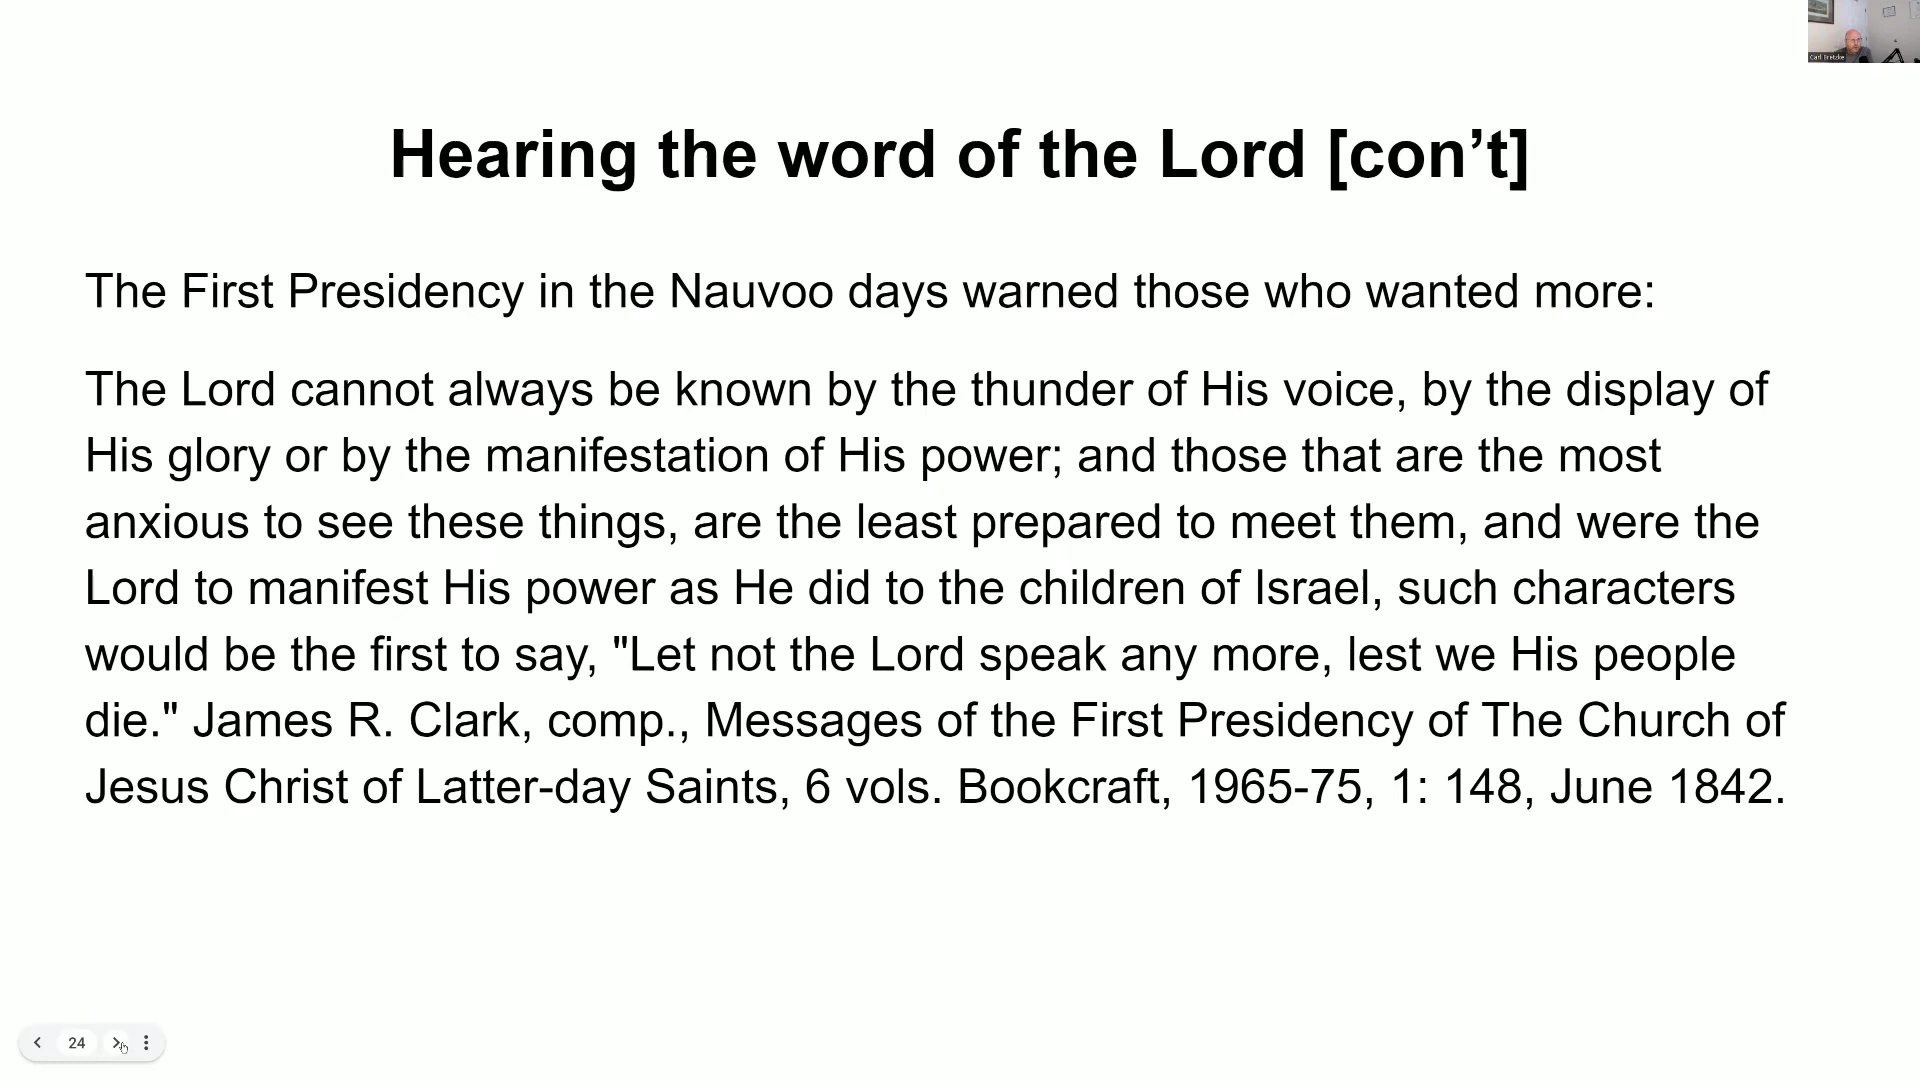 Carl Bretzke
Hearing the word of the Lord [con’t]
The First Presidency in the Nauvoo days warned those who wanted more:
The Lord cannot always be known by the thunder of His voice, by the display of
His glory or by the manifestation of His power; and those that are the most
anxious to see these things, are the least prepared to meet them, and were the
Lord to manifest His power as He did to the children of Israel, such characters
would be the first to say, "Let not the Lord speak any more, lest we His people
die." James R. Clark, comp., Messages of the First Presidency of The Church of
Jesus Christ of Latter-day Saints, 6 vols. Bookcraft, 1965-75, 1: 148, June 1842.
24